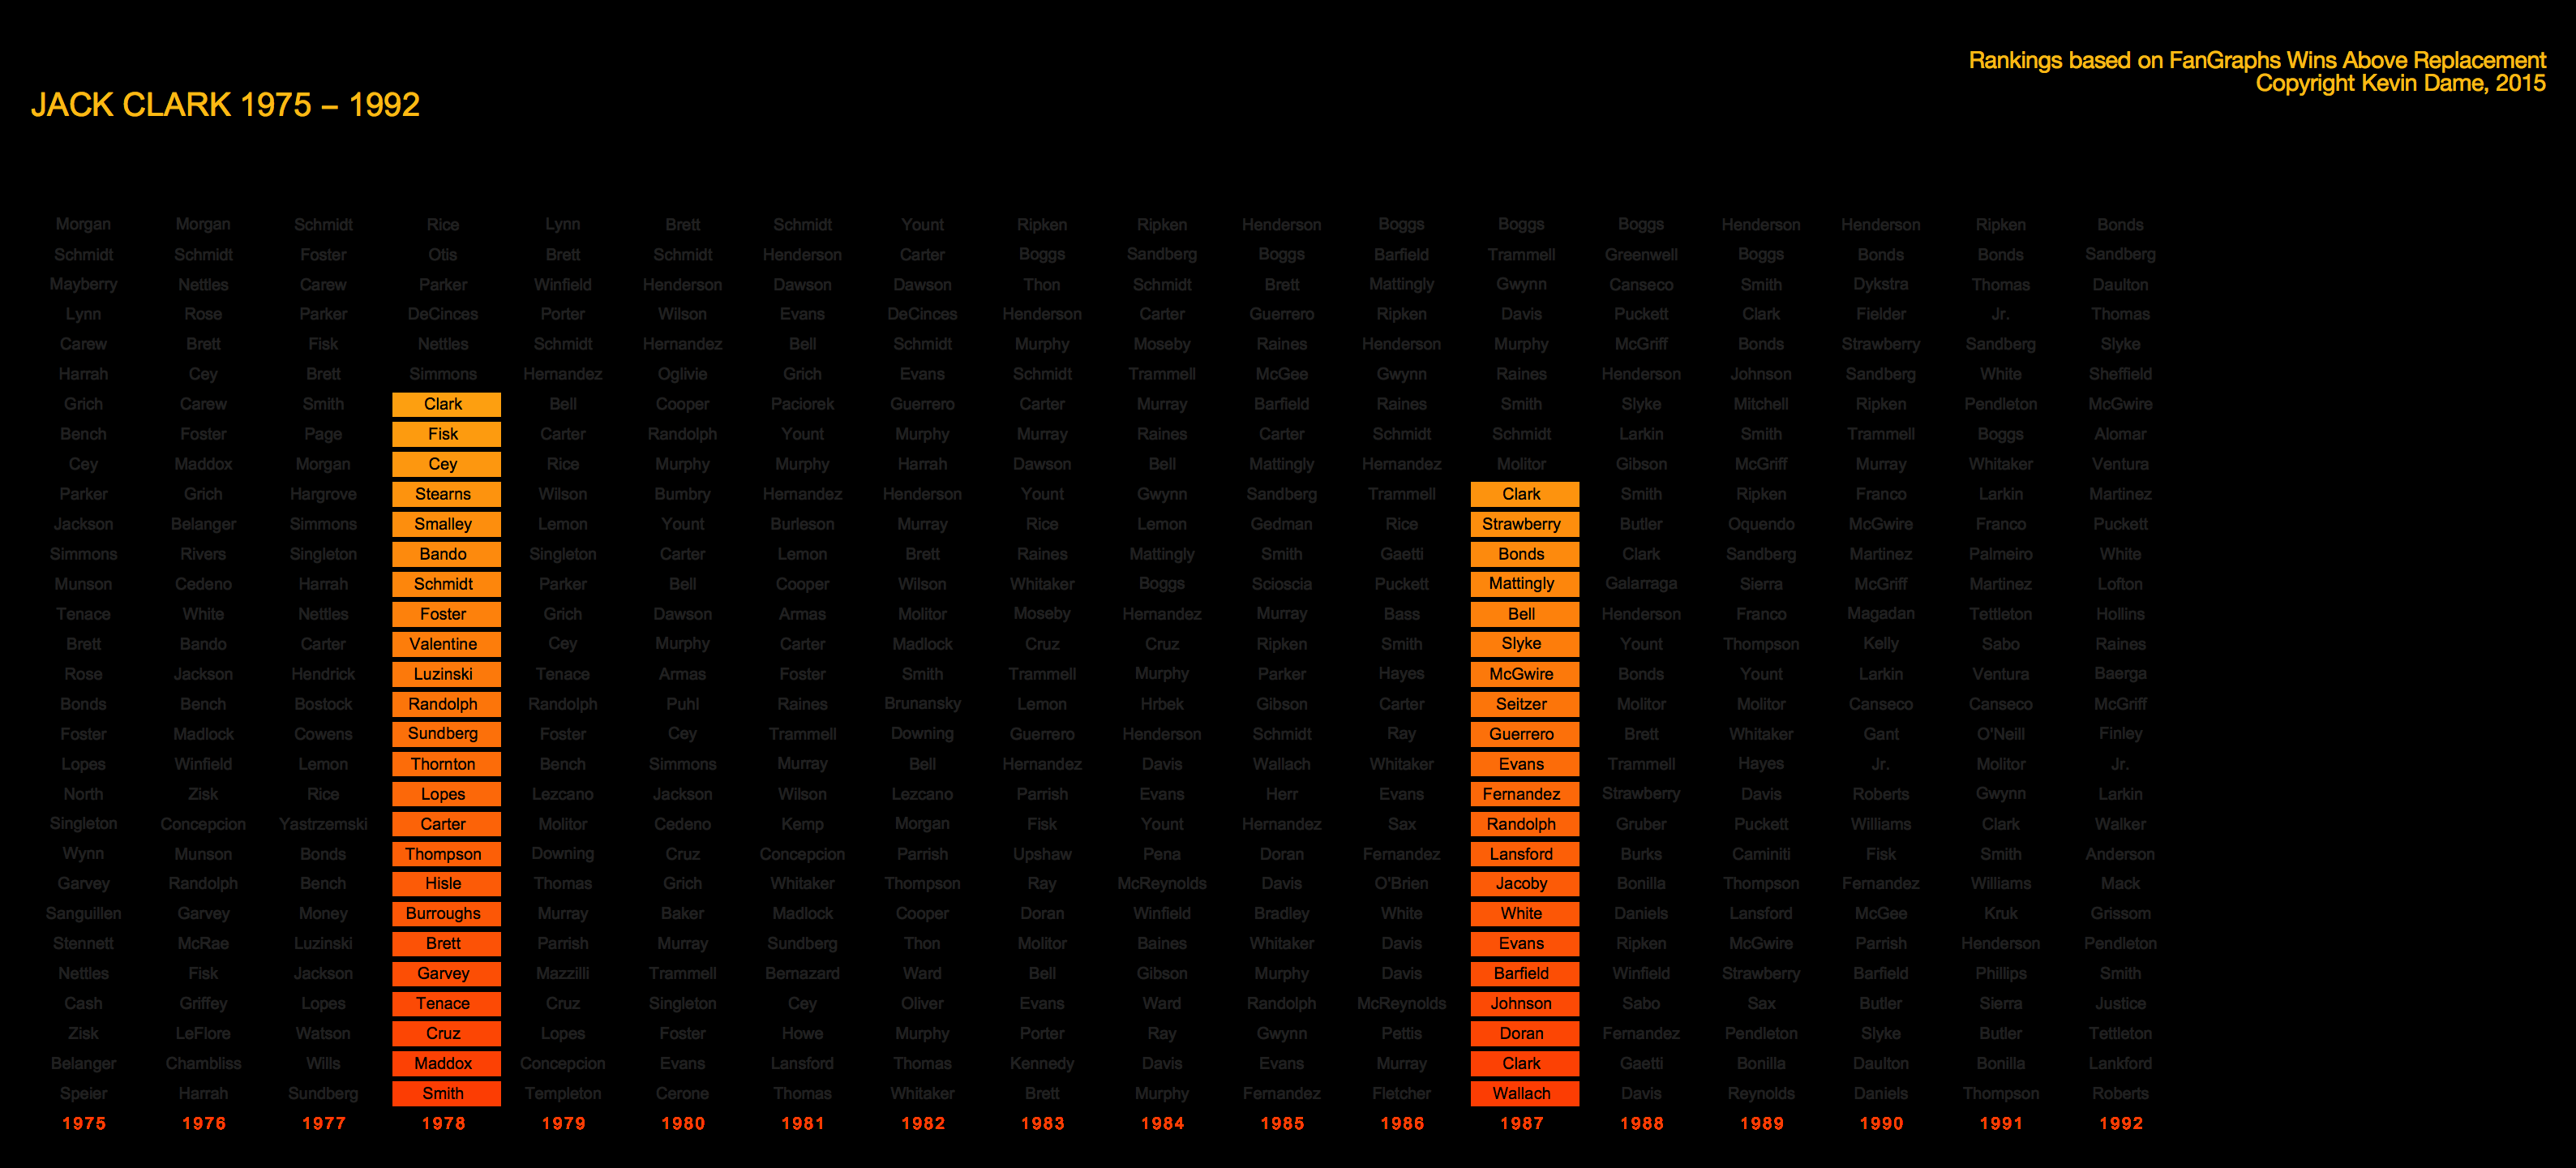 Rankings based on FanGraphs Wins Above Replacement
Copyright Kevin Dame, 2015
JACK CLARK 1975 – 1992
Morgan Morgan Schmidt Rice Lynn Brett Schmidt Yount Ripken Ripken Henderson Boggs Boggs Boggs Henderson Henderson Ripken Bonds
Schmidt Schmidt Foster Otis Brett Schmidt Henderson Carter Boggs Sandberg Boggs Barfield Trammell Greenwell Boggs Bonds Bonds Sandberg
Mayberry Nettles Carew Parker Winfield Henderson Dawson Dawson Thon Schmidt Brett Mattingly Gwynn Canseco Smith Dykstra Thomas Daulton
Lynn Rose Parker DeCinces Porter Wilson Evans DeCinces Henderson Carter Guerrero Ripken Davis Puckett Clark Fielder Jr. Thomas
Carew Brett Fisk Nettles Schmidt Hernandez Bell Schmidt Murphy Moseby Raines Henderson Murphy McGriff Bonds Strawberry Sandberg Slyke
Harrah Cey Brett Simmons Hernandez Oglivie Grich Evans Schmidt Trammell McGee Gwynn Raines Henderson Johnson Sandberg White Sheffield
Grich Carew Smith Clark Bell Cooper Paciorek Guerrero Carter Murray Barfield Raines Smith Slyke Mitchell Ripken Pendleton McGwire
Bench Foster Page Fisk Carter Randolph Yount Murphy Murray Raines Carter Schmidt Schmidt Larkin Smith Trammell Boggs Alomar
Cey Maddox Morgan Cey Rice Murphy Murphy Harrah Dawson Bell Mattingly Hernandez Molitor Gibson McGriff Murray Whitaker Ventura
Parker Grich Hargrove Stearns Wilson Bumbry Hernandez Henderson Yount Gwynn Sandberg Trammell Clark Smith Ripken Franco Larkin Martinez
Jackson Belanger Simmons Smalley Lemon Yount Burleson Murray Rice Lemon Gedman Rice Strawberry Butler Oquendo McGwire Franco Puckett
Simmons Rivers Singleton Bando Singleton Carter Lemon Brett Raines Mattingly Smith Gaetti Bonds Clark Sandberg Martinez Palmeiro White
Munson Cedeno Harrah Schmidt Parker Bell Cooper Wilson Whitaker Boggs Scioscia Puckett Mattingly Galarraga Sierra McGriff Martinez Lofton
Tenace White Nettles Foster Grich Dawson Armas Molitor Moseby Hernandez Murray Bass Bell Henderson Franco Magadan Tettleton Hollins
Brett Bando Carter Valentine Cey Murphy Carter Madlock Cruz Cruz Ripken Smith Slyke Yount Thompson Kelly Sabo Raines
Rose Jackson Hendrick Luzinski Tenace Armas Foster Smith Trammell Murphy Parker Hayes McGwire Bonds Yount Larkin Ventura Baerga
Bonds Bench Bostock Randolph Randolph Puhl Raines Brunansky Lemon Hrbek Gibson Carter Seitzer Molitor Molitor Canseco Canseco McGriff
Foster Madlock Cowens Sundberg Foster Cey Trammell Downing Guerrero Henderson Schmidt Ray Guerrero Brett Whitaker Gant O'Neill Finley
Lopes Winfield Lemon Thornton Bench Simmons Murray Bell Hernandez Davis Wallach Whitaker Evans Trammell Hayes Jr. Molitor Jr.
North Zisk Rice Lopes Lezcano Jackson Wilson Lezcano Parrish Evans Herr Evans Fernandez Strawberry Davis Roberts Gwynn Larkin
Singleton Concepcion Yastrzemski Carter Molitor Cedeno Kemp Morgan Fisk Yount Hernandez Sax Randolph Gruber Puckett Williams Clark Walker
Wynn Munson Bonds Thompson Downing Cruz Concepcion Parrish Upshaw Pena Doran Fernandez Lansford Burks Caminiti Fisk Smith Anderson
Garvey Randolph Bench Hisle Thomas Grich Whitaker Thompson Ray McReynolds Davis O'Brien Jacoby Bonilla Thompson Fernandez Williams Mack
Sanguillen Garvey Money Burroughs Murray Baker Madlock Cooper Doran Winfield Bradley White White Daniels Lansford McGee Kruk Grissom
Stennett McRae Luzinski Brett Parrish Murray Sundberg Thon Molitor Baines Whitaker Davis Evans Ripken McGwire Parrish Henderson Pendleton
Nettles Fisk Jackson Garvey Mazzilli Trammell Bernazard Ward Bell Gibson Murphy Davis Barfield Winfield Strawberry Barfield Phillips Smith
Cash Griffey Lopes Tenace Cruz Singleton Cey Oliver Evans Ward Randolph McReynolds Johnson Sabo Sax Butler Sierra Justice
Zisk LeFlore Watson Cruz Lopes Foster Howe Murphy Porter Ray Gwynn Pettis Doran Fernandez Pendleton Slyke Butler Tettleton
Belanger Chambliss Wills Maddox Concepcion Evans Lansford Thomas Kennedy Davis Evans Murray Clark Gaetti Bonilla Daulton Bonilla Lankford
Speier Harrah Sundberg Smith Templeton Cerone Thomas Whitaker Brett Murphy Fernandez Fletcher Wallach Davis Reynolds Daniels Thompson Roberts
1975 1976 1977 1978 1979 1980 1981 1982 1983 1984 1985 1986 1987 1988 1989 1990 1991 1992